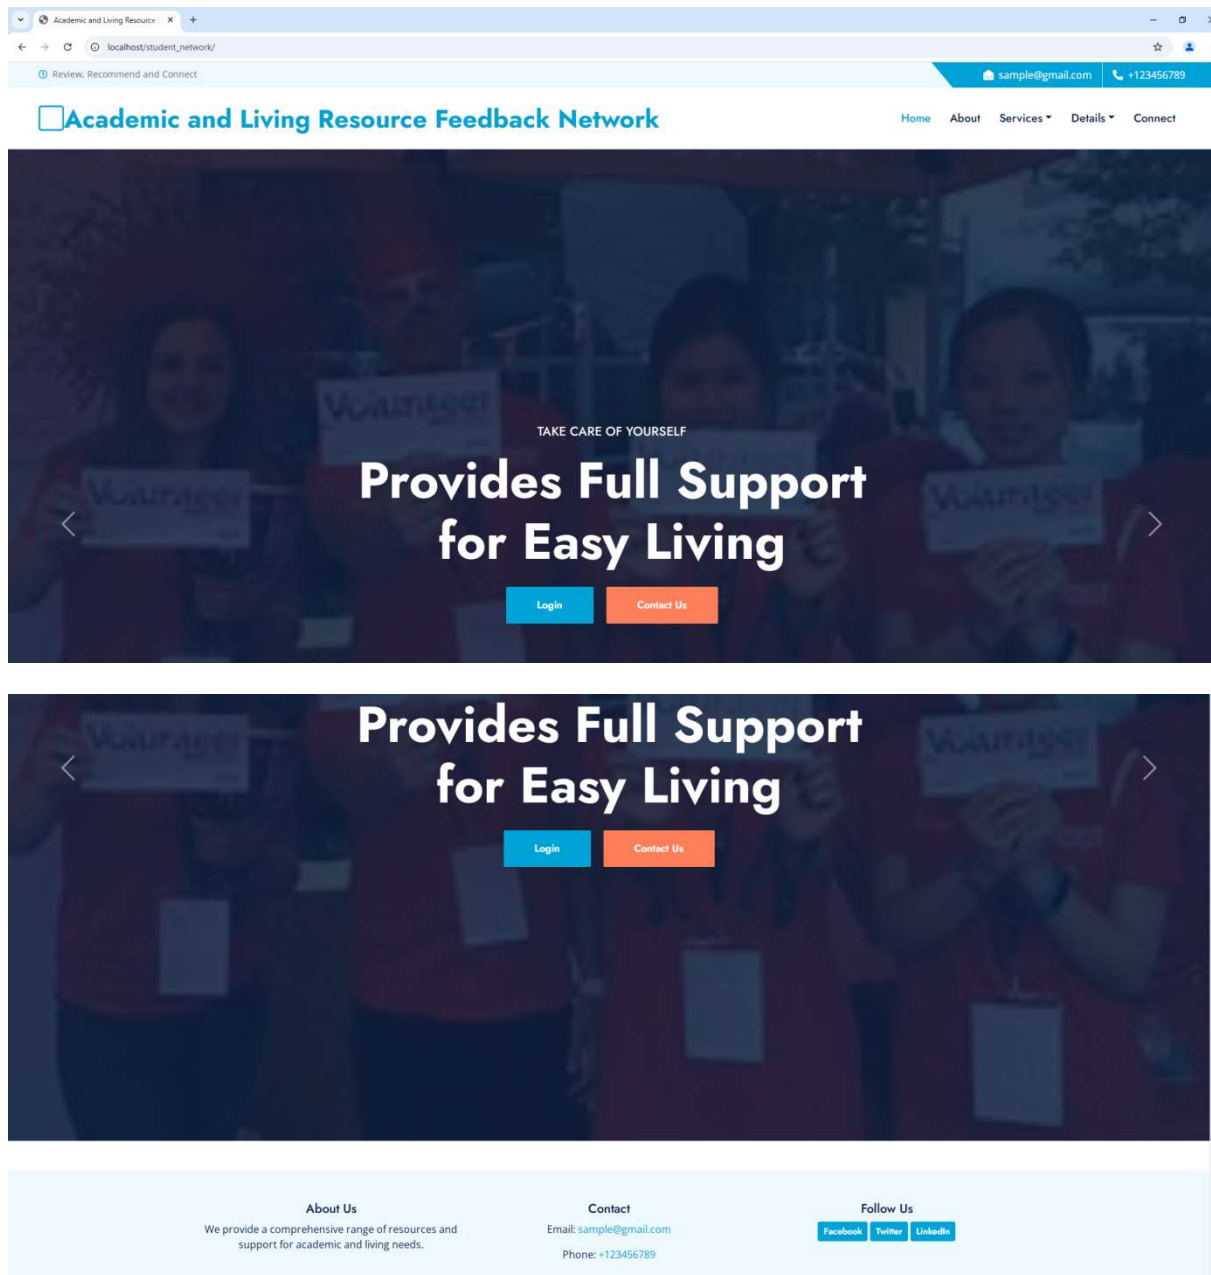 Academic and Living Resource
localhost/student_network/
Review, Recommend and Connect
sample@gmail.com
+123456789
Academic and Living Resource Feedback Network
Home About Services Details Connect
Volunteer
Volunteer
Volunteer
TAKE CARE OF YOURSELF
Provides Full Support
for Easy Living
Login Contact Us
Provides Full Support
for Easy Living
Login Contact Us
About Us
We provide a comprehensive range of resources and
support for academic and living needs.
Contact
Email: sample@gmail.com
Phone: +123456789
Follow Us
Facebook Twitter LinkedIn